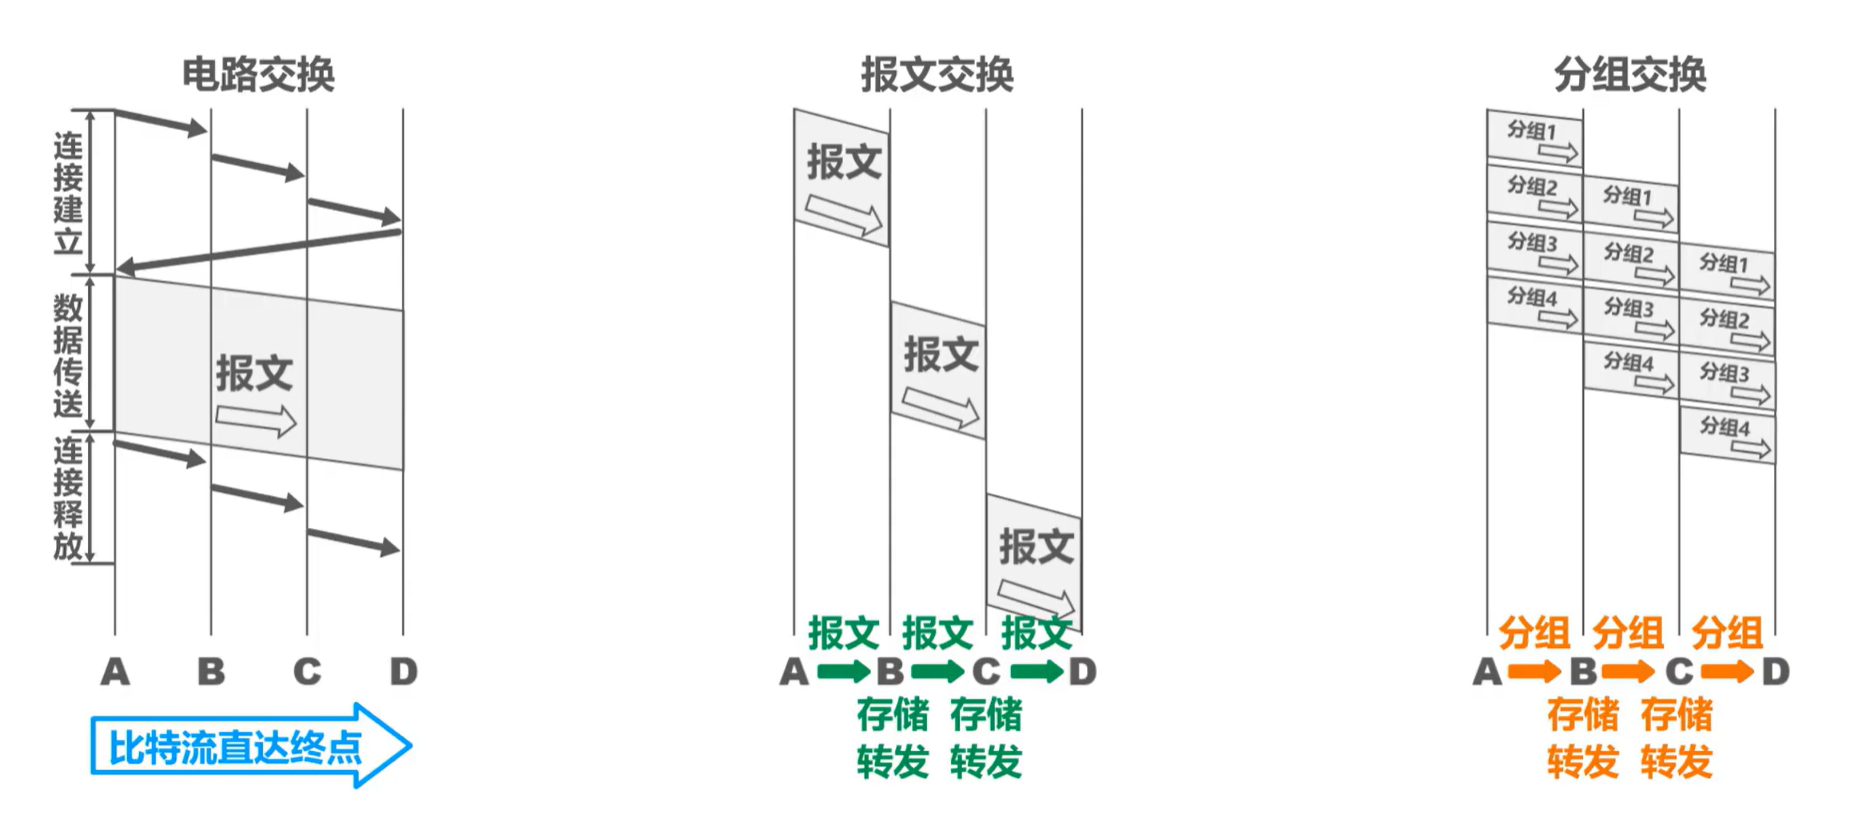 电路交换
连接建立
数据传送
报文
连接释放
A B C D
比特流直达终点
报文交换
报文
报文
报文
报文 报文 报文
A B C D
存储 存储
转发 转发
分组交换
分组1
分组2 分组1
分组3 分组2 分组1
分组4 分组3 分组2
分组4 分组3
分组4
分组 分组 分组
A B C D
存储 存储
转发 转发